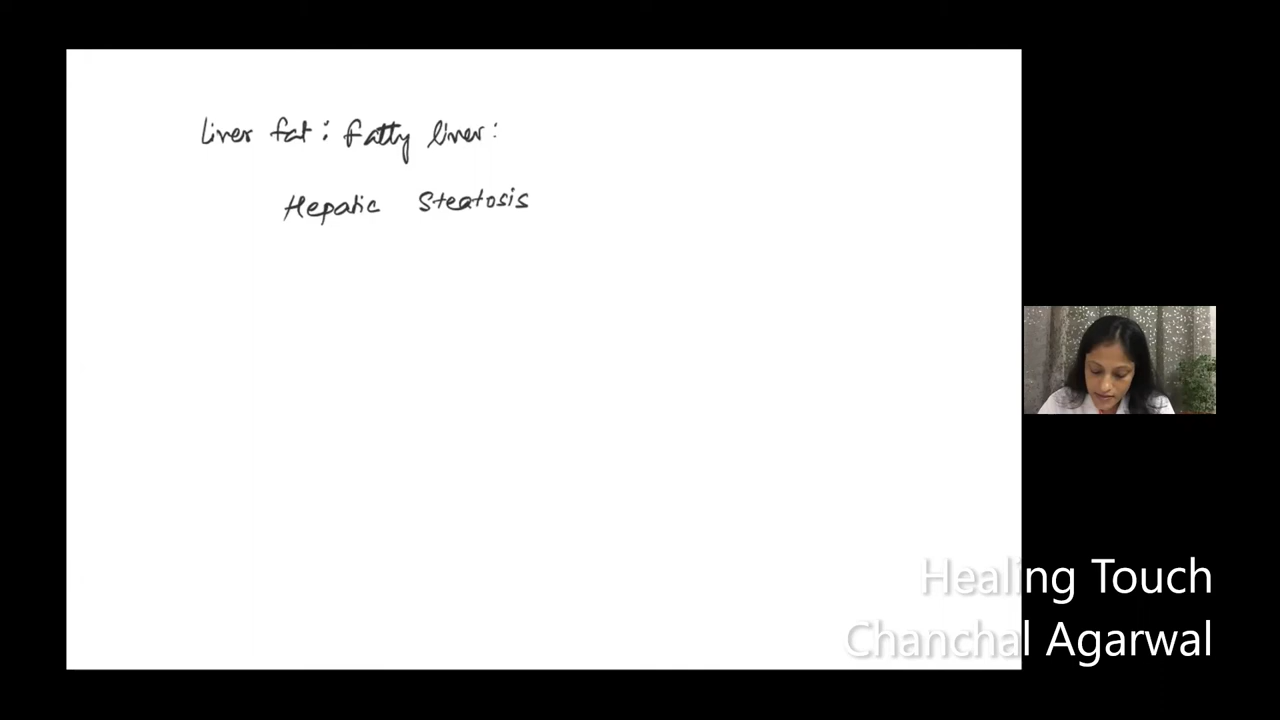 Liver fat : Fatty liver :
Hepatic Steatosis
Healing Touch
Chanchal Agarwal